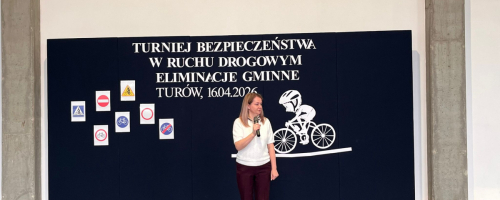 TURNIEJ BEZPIECZEŃSTWA
W RUCHU DROGOWYM
ELIMINACJE GMINNE
TURÓW, 16.04.2026